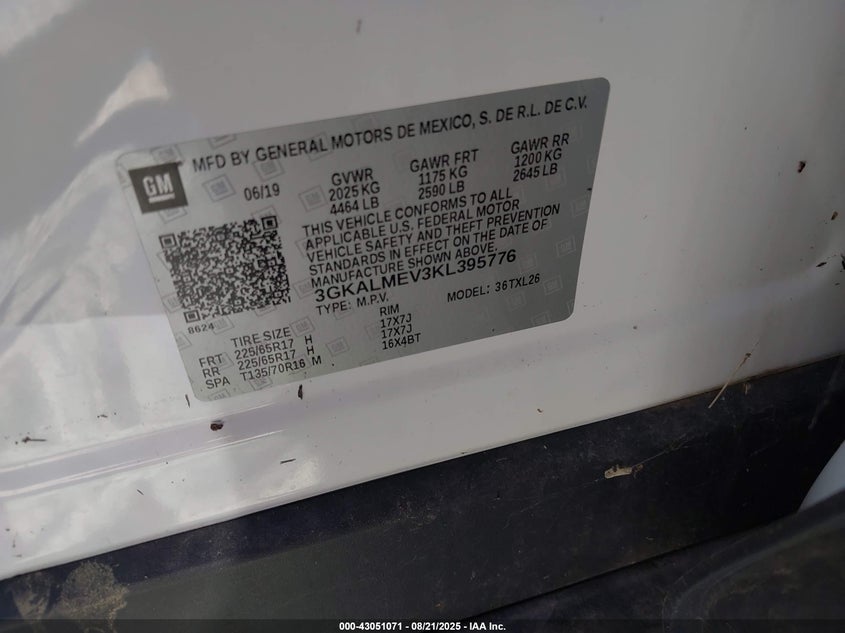 MFD BY GENERAL MOTORS DE MEXICO, S. DE R.L. DE C.V.
GM
06/19
GVWR GAWR FRT GAWR RR
2025 KG 1175 KG 1200 KG
4464 LB 2590 LB 2645 LB
THIS VEHICLE CONFORMS TO ALL
APPLICABLE U.S. FEDERAL MOTOR
VEHICLE SAFETY AND THEFT PREVENTION
STANDARDS IN EFFECT ON THE DATE OF
MANUFACTURE SHOWN ABOVE.
3GKALMEV3KL395776
TYPE: M.P.V. MODEL: 36TXL26
8624
TIRE SIZE RIM
FRT 225/65R17 H 17X7J
RR 225/65R17 H 17X7J
SPA T135/70R16 M 16X4BT
000-43051071 - 08/21/2025 - IAA Inc.